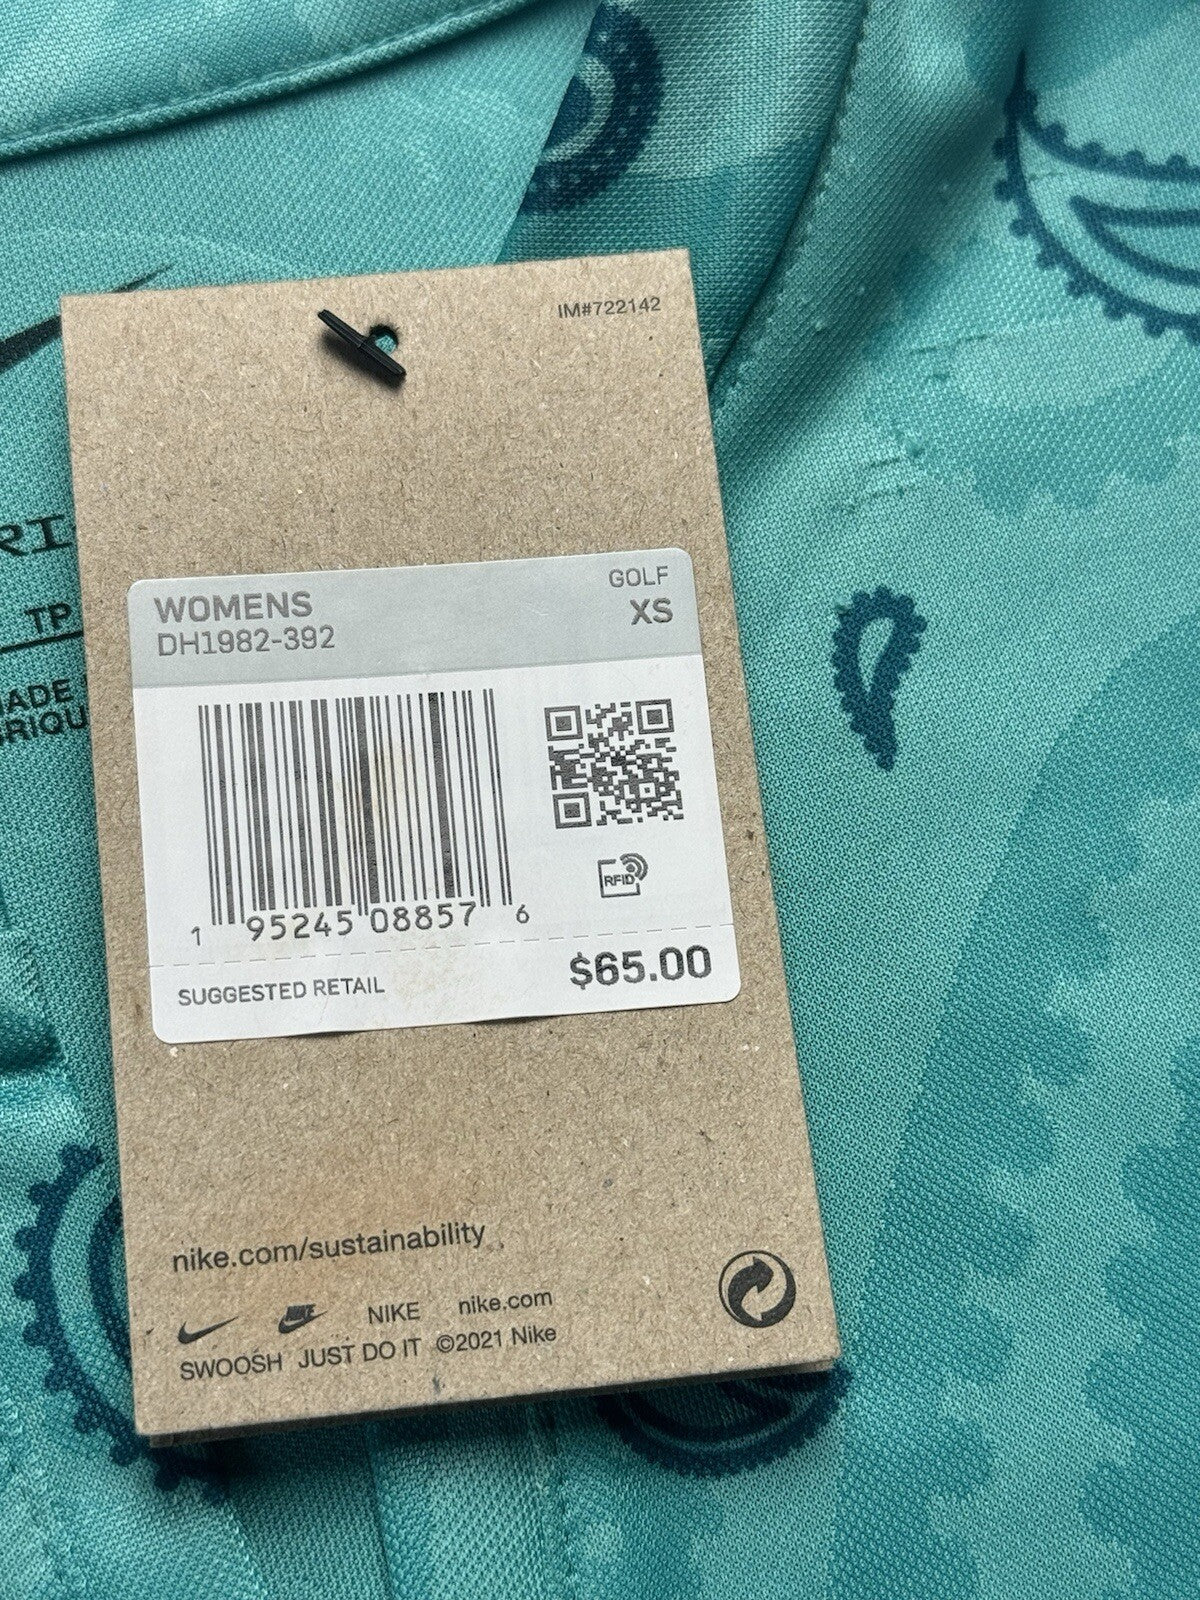 IM#722142
GOLF
WOMENS XS
DH1982-392
RFID
1 95245 08857 6
SUGGESTED RETAIL $65.00
TP
nike.com/sustainability
NIKE nike.com
SWOOSH JUST DO IT ©2021 Nike